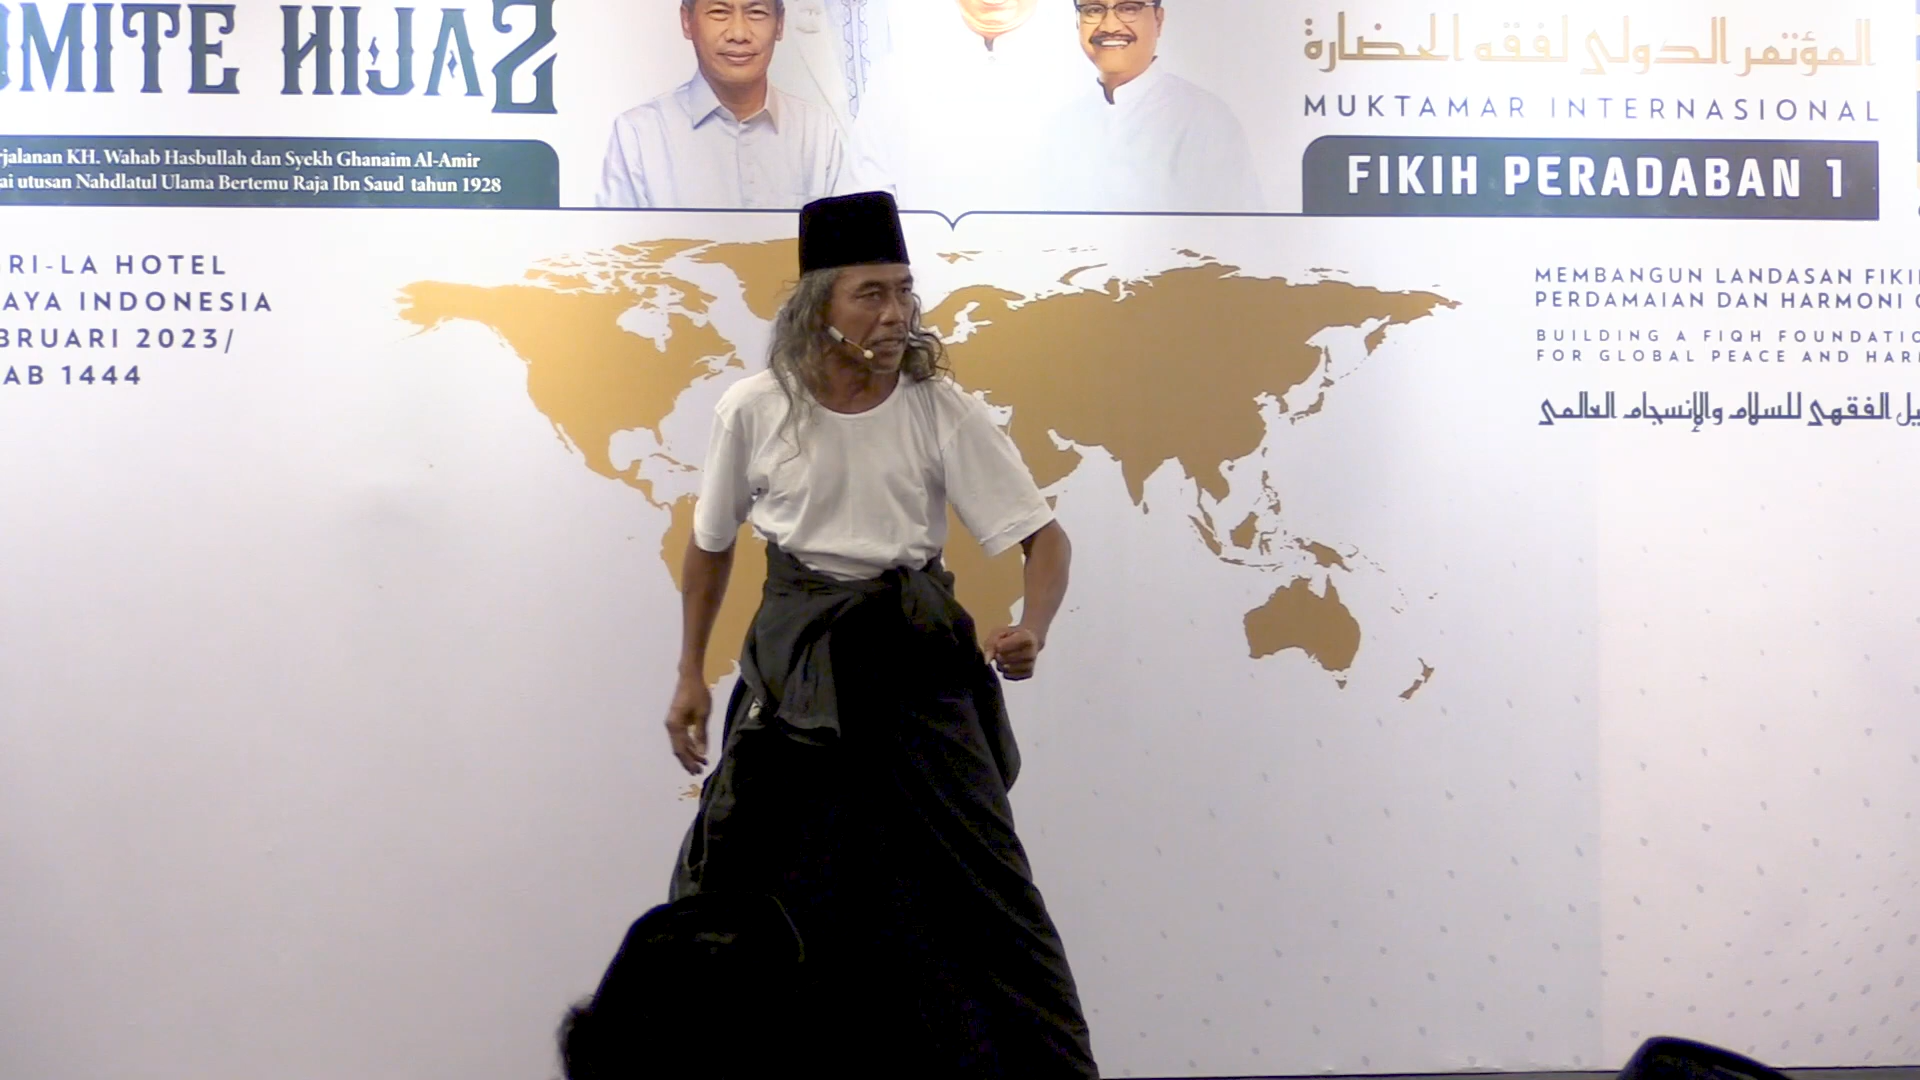 OMITE HIJAZ
rjalanan KH. Wahab Hasbullah dan Syekh Ghanaim Al-Amir
ai utusan Nahdlatul Ulama Bertemu Raja Ibn Saud tahun 1928
RI-LA HOTEL
AYA INDONESIA
BRUARI 2023/
AB 1444
المؤتمر الدولي لفقه الحضارة
MUKTAMAR INTERNASIONAL
FIKIH PERADABAN 1
MEMBANGUN LANDASAN FIKI
PERDAMAIAN DAN HARMONI
BUILDING A FIQH FOUNDATIO
FOR GLOBAL PEACE AND HAR
يل الفقهي للسلام والإنسجام العالمي